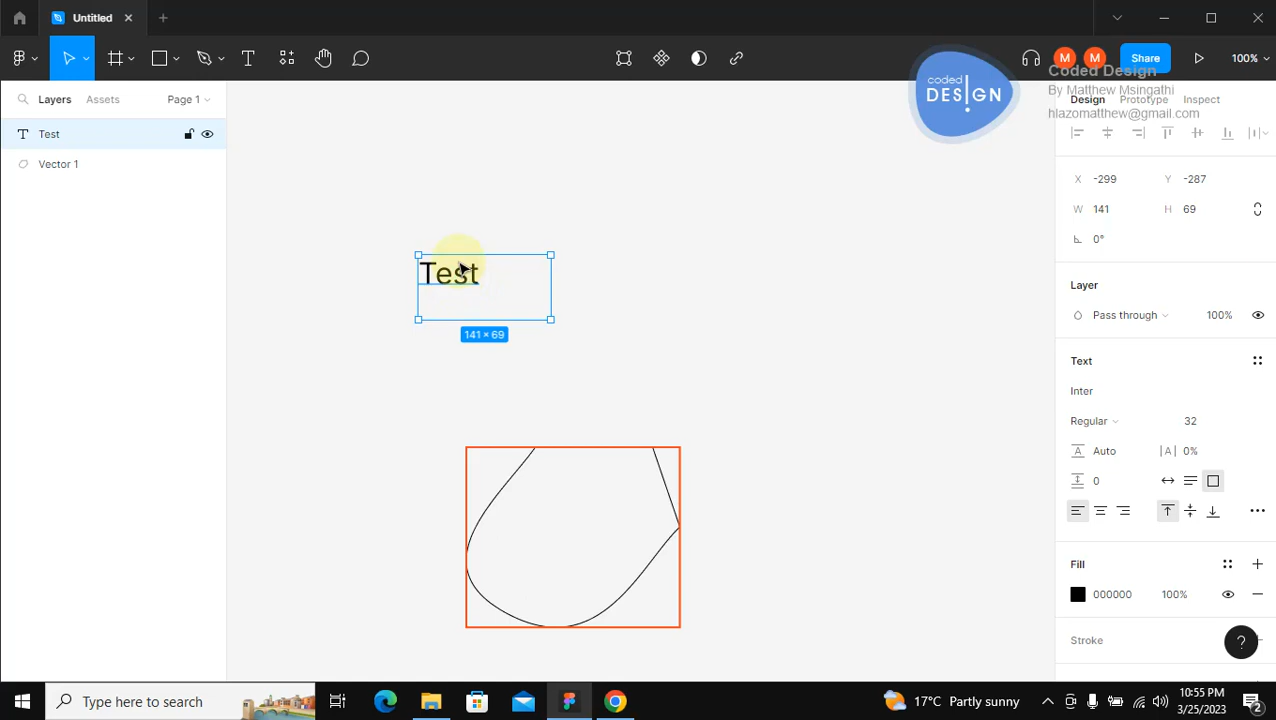 Untitled
100%
Share
M M
coded
DESIGN
Coded Design
By Matthew Msingathi
hlazomatthew@gmail.com
Layers Assets Page 1
Design Prototype Inspect
Test
Vector 1
X -299 Y -287
W 141 H 69
0°
Layer
Pass through 100%
Test
141 × 69
Text
Inter
Regular 32
Auto |A| 0%
0
Fill
000000 100%
Stroke
?
Type here to search
17°C Partly sunny
10:55 PM
3/25/2023
2